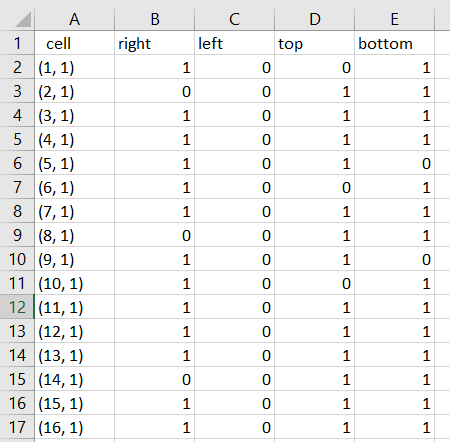 A B C D E
1 cell right left top bottom
2 (1, 1) 1 0 0 1
3 (2, 1) 0 0 1 1
4 (3, 1) 1 0 1 1
5 (4, 1) 1 0 1 1
6 (5, 1) 1 0 1 0
7 (6, 1) 1 0 0 1
8 (7, 1) 1 0 1 1
9 (8, 1) 0 0 1 1
10 (9, 1) 1 0 1 0
11 (10, 1) 1 0 0 1
12 (11, 1) 1 0 1 1
13 (12, 1) 1 0 1 1
14 (13, 1) 1 0 1 1
15 (14, 1) 0 0 1 1
16 (15, 1) 1 0 1 1
17 (16, 1) 1 0 1 1